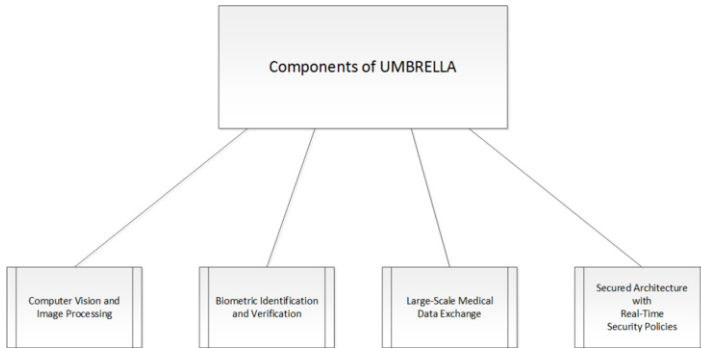 Components of UMBRELLA
Computer Vision and
Image Processing
Biometric Identification
and Verification
Large-Scale Medical
Data Exchange
Secured Architecture
with
Real-Time
Security Policies